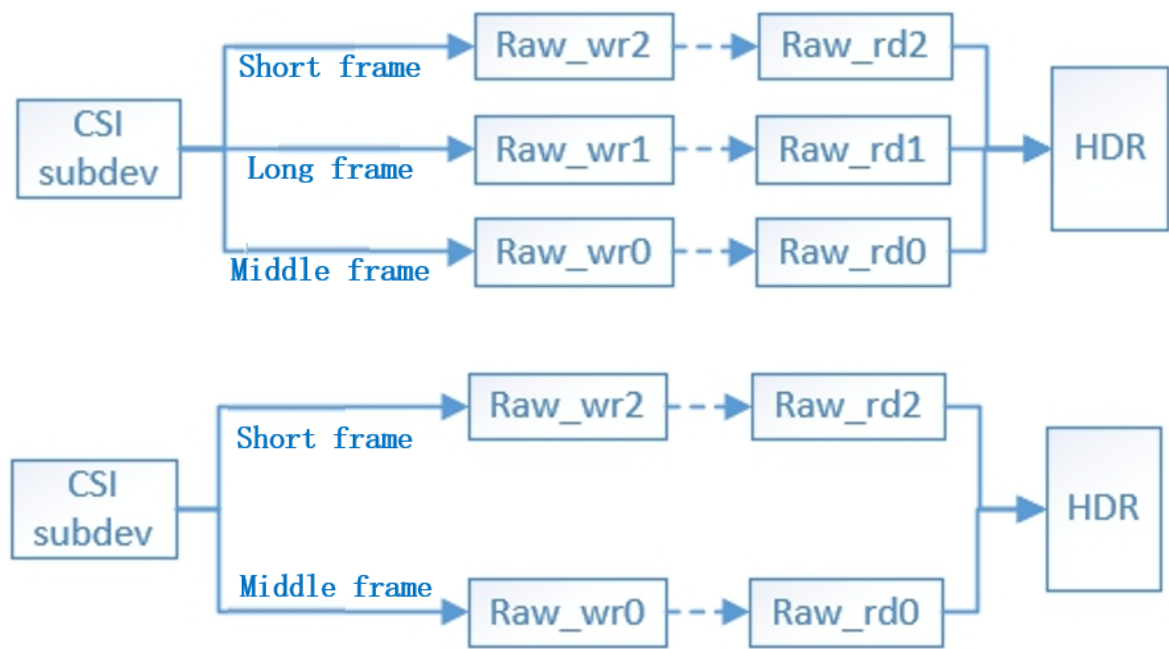 Short frame
Raw_wr2
Raw_rd2
CSI
subdev
Long frame
Raw_wr1
Raw_rd1
HDR
Middle frame
Raw_wr0
Raw_rd0
Short frame
Raw_wr2
Raw_rd2
CSI
subdev
HDR
Middle frame
Raw_wr0
Raw_rd0